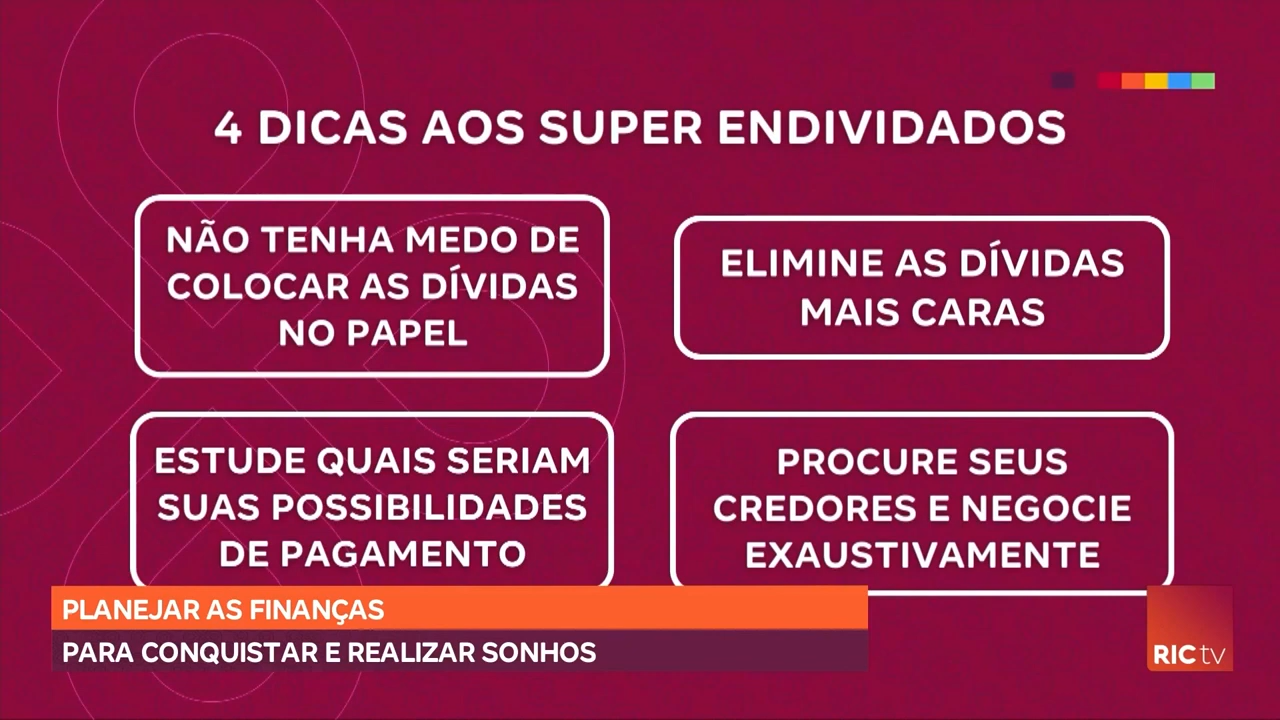 4 DICAS AOS SUPER ENDIVIDADOS
NÃO TENHA MEDO DE
COLOCAR AS DÍVIDAS
NO PAPEL
ELIMINE AS DÍVIDAS
MAIS CARAS
ESTUDE QUAIS SERIAM
SUAS POSSIBILIDADES
DE PAGAMENTO
PROCURE SEUS
CREDORES E NEGOCIE
EXAUSTIVAMENTE
PLANEJAR AS FINANÇAS
PARA CONQUISTAR E REALIZAR SONHOS
RICtv